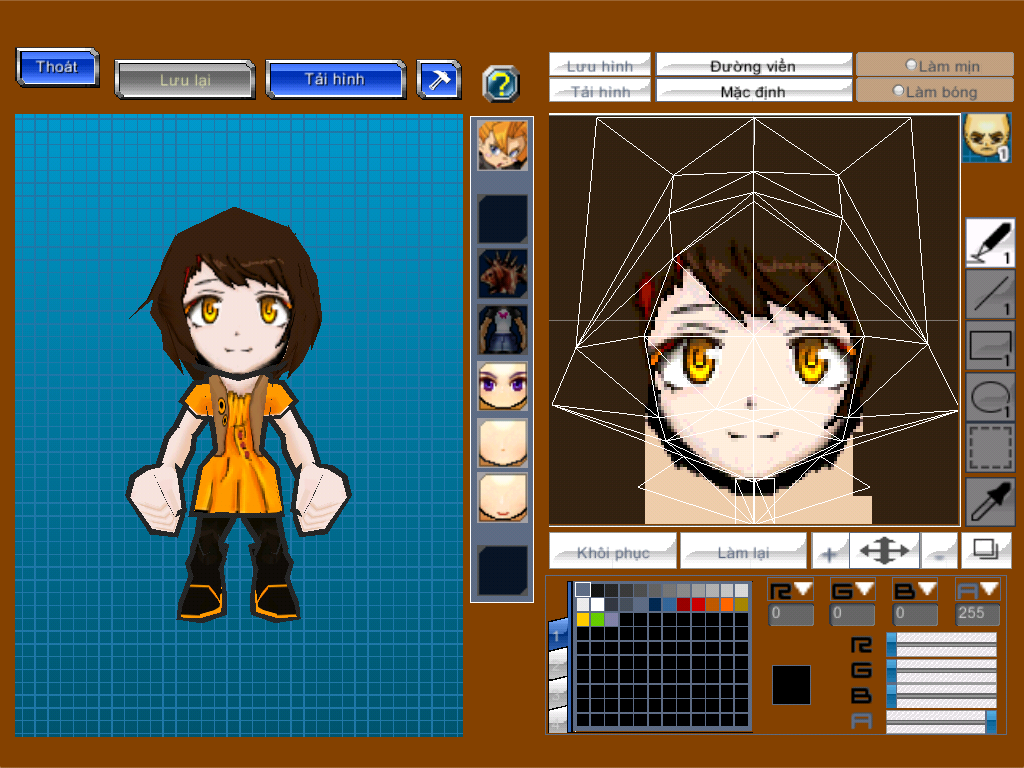 Thoát
Lưu lại
Tải hình
?
Lưu hình
Đường viền
Làm mịn
Tải hình
Mặc định
Làm bóng
1
1
1
1
1
Khôi phục
Làm lại
+
-
R
G
B
A
0
0
0
255
1
R
G
B
A